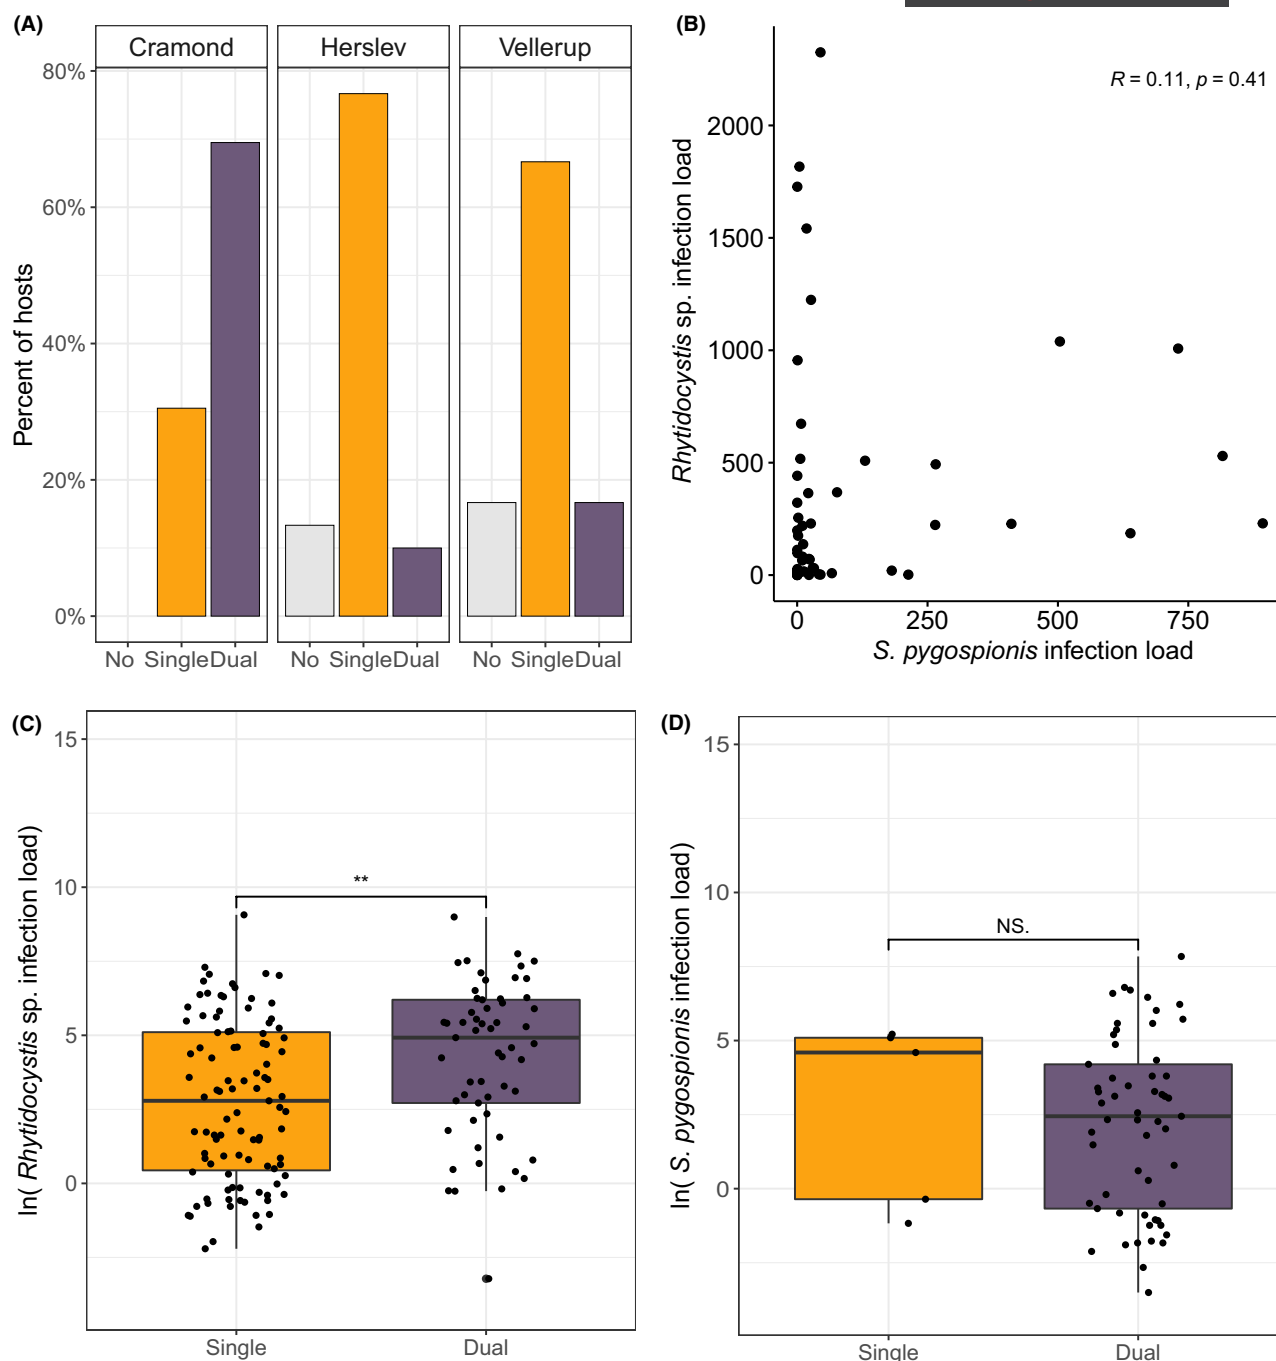 (A)
Cramond Herslev Vellerup
80%
60%
40%
20%
0%
Percent of hosts
No Single Dual No Single Dual No Single Dual
(B)
R = 0.11, p = 0.41
2000
1500
1000
500
0
Rhytidocystis sp. infection load
0 250 500 750
S. pygospionis infection load
(C)
15
10
5
0
ln( Rhytidocystis sp. infection load)
**
Single Dual
(D)
15
10
5
0
ln( S. pygospionis infection load)
NS.
Single Dual